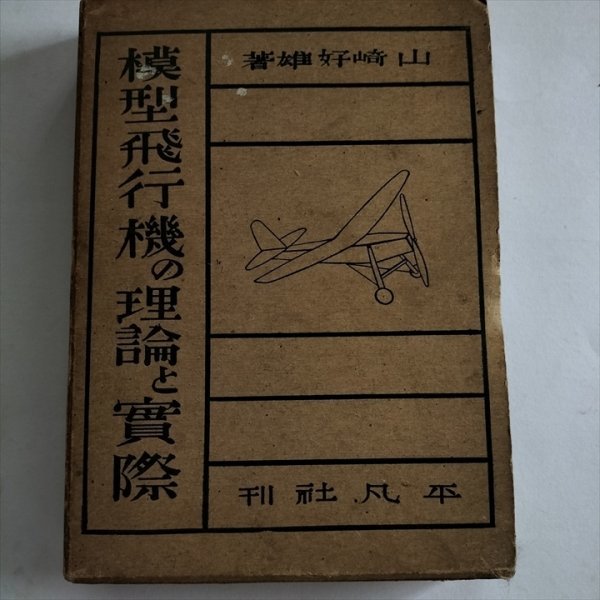 模型飛行機の理論と實際
山崎好雄著
平凡社刊